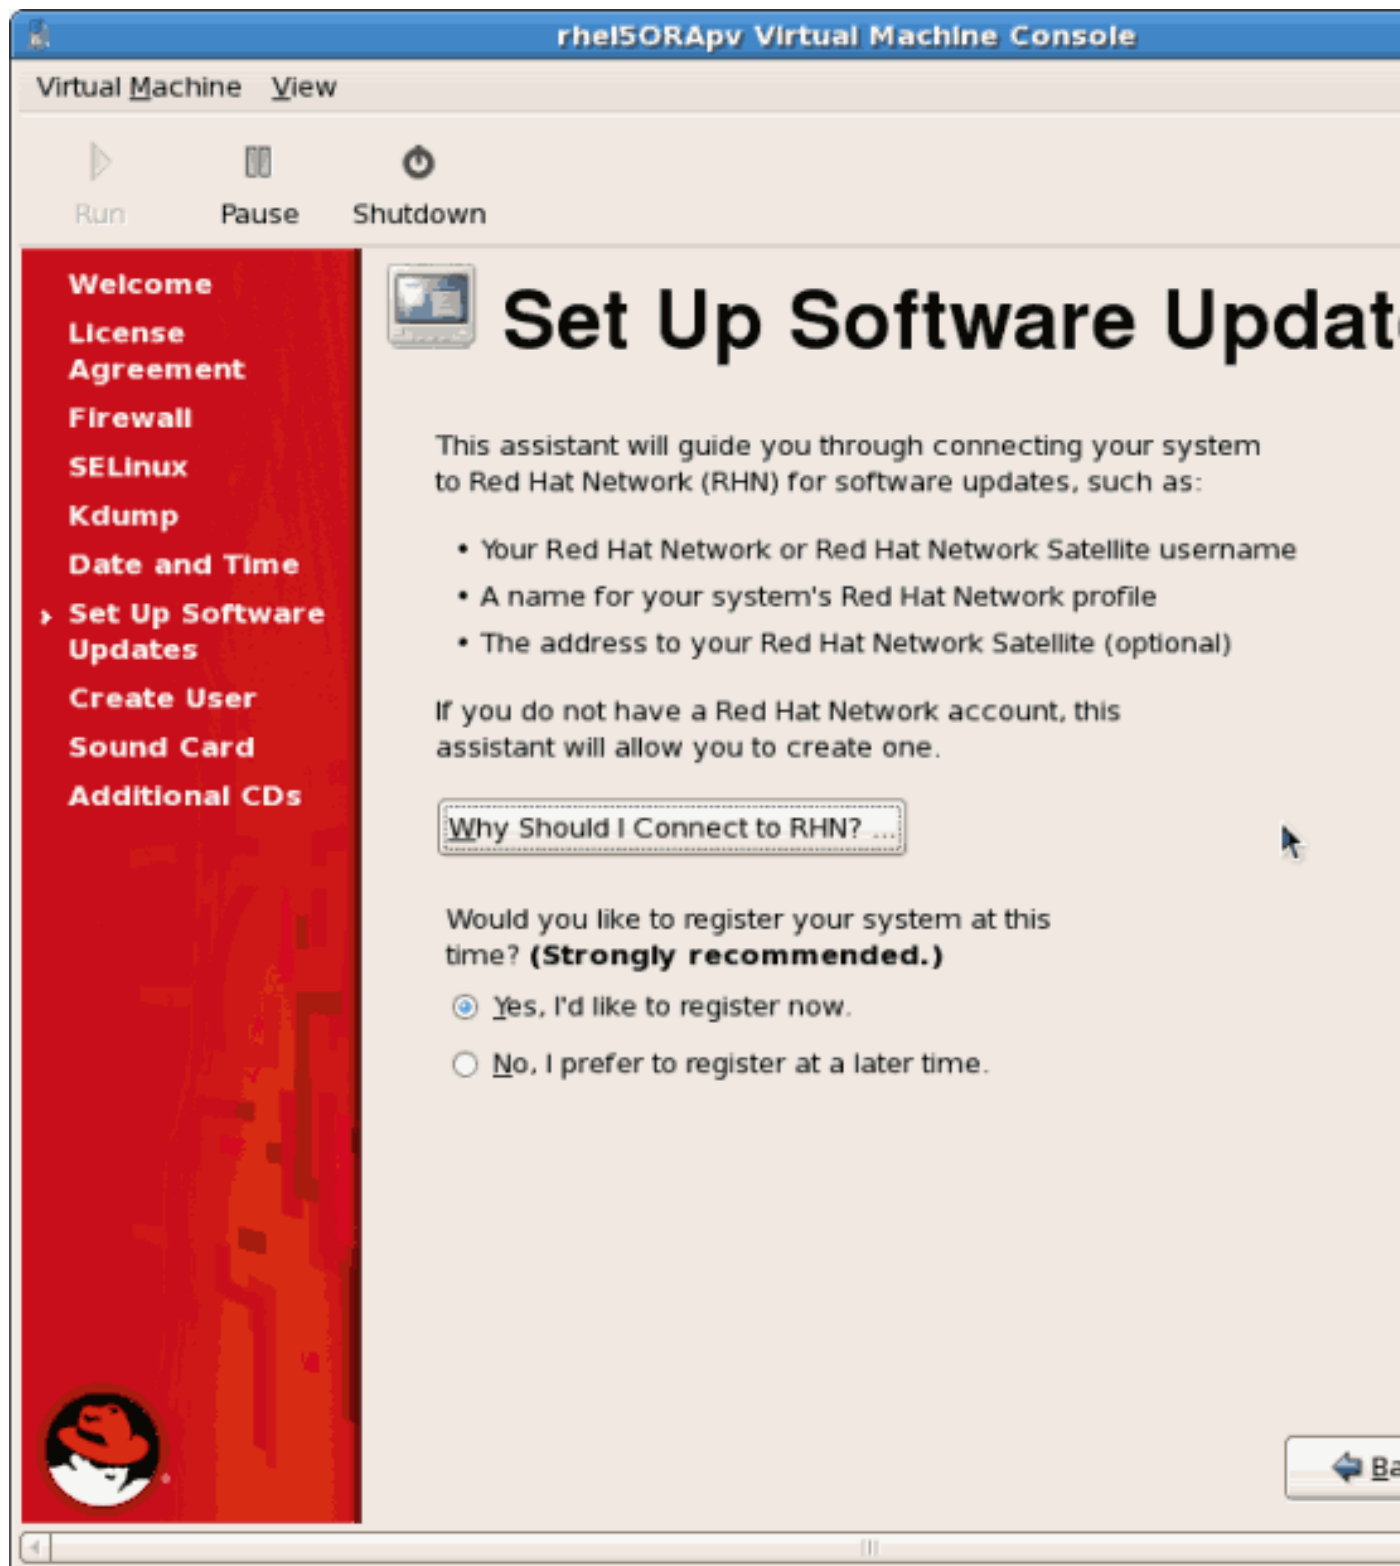 rhel5ORApv Virtual Machine Console
Virtual Machine View
Run Pause Shutdown
Welcome
License
Agreement
Firewall
SELinux
Kdump
Date and Time
Set Up Software
Updates
Create User
Sound Card
Additional CDs
Set Up Software Updat
This assistant will guide you through connecting your system
to Red Hat Network (RHN) for software updates, such as:
• Your Red Hat Network or Red Hat Network Satellite username
• A name for your system's Red Hat Network profile
• The address to your Red Hat Network Satellite (optional)
If you do not have a Red Hat Network account, this
assistant will allow you to create one.
Why Should I Connect to RHN? ...
Would you like to register your system at this
time? (Strongly recommended.)
Yes, I'd like to register now.
No, I prefer to register at a later time.
Ba